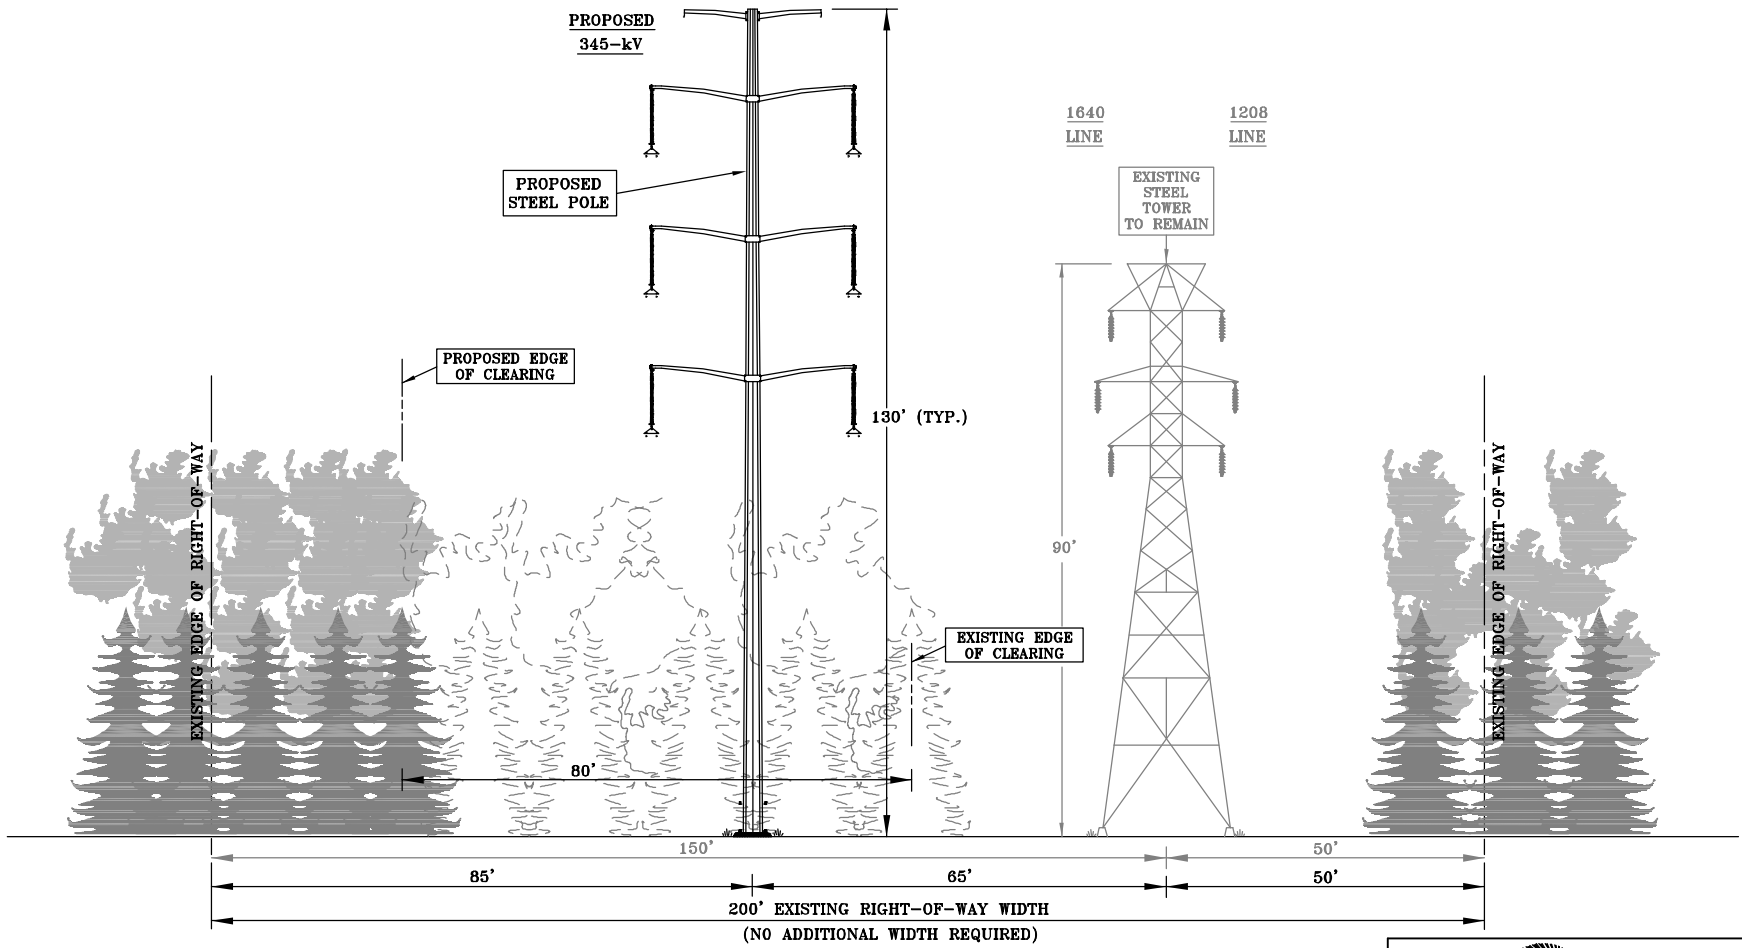 PROPOSED
345-kV
1640
LINE
1208
LINE
PROPOSED
STEEL POLE
EXISTING
STEEL
TOWER
TO REMAIN
PROPOSED EDGE
OF CLEARING
130' (TYP.)
EXISTING EDGE OF RIGHT-OF-WAY
EXISTING EDGE OF RIGHT-OF-WAY
90'
EXISTING EDGE
OF CLEARING
80'
150'
50'
85'
65'
50'
200' EXISTING RIGHT-OF-WAY WIDTH
(NO ADDITIONAL WIDTH REQUIRED)